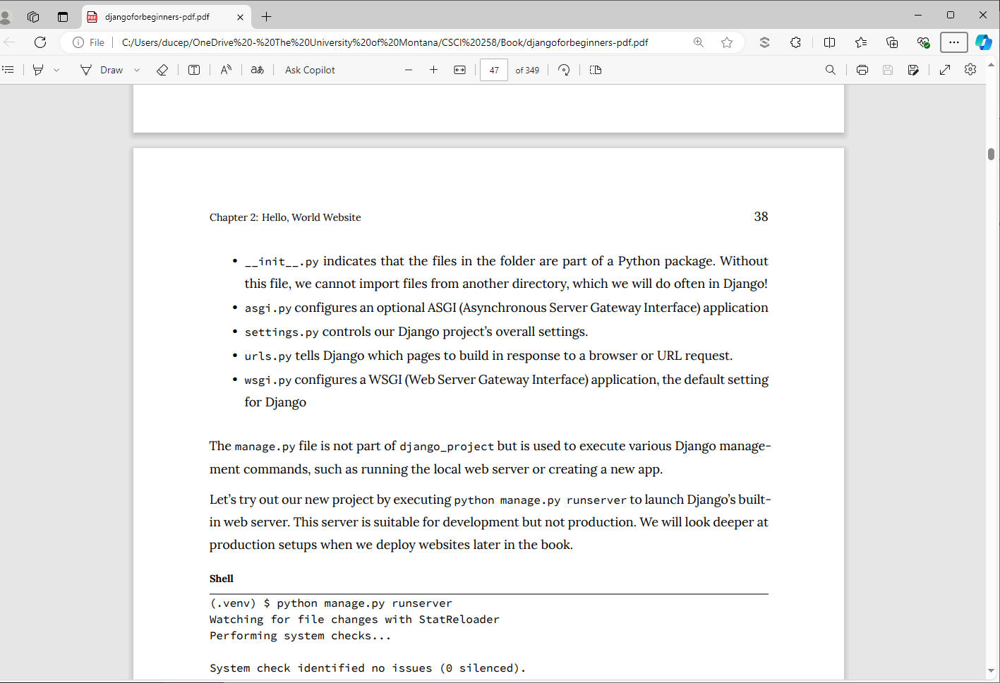 djangoforbeginners-pdf.pdf
File
C:/Users/ducep/OneDrive%20-%20The%20University%20of%20Montana/CSCI%20258/Book/djangoforbeginners-pdf.pdf
Draw
Ask Copilot
47
of 349
Chapter 2: Hello, World Website
38
• __init__.py indicates that the files in the folder are part of a Python package. Without
this file, we cannot import files from another directory, which we will do often in Django!
• asgi.py configures an optional ASGI (Asynchronous Server Gateway Interface) application
• settings.py controls our Django project's overall settings.
• urls.py tells Django which pages to build in response to a browser or URL request.
• wsgi.py configures a WSGI (Web Server Gateway Interface) application, the default setting
for Django
The manage.py file is not part of django_project but is used to execute various Django manage-
ment commands, such as running the local web server or creating a new app.
Let's try out our new project by executing python manage.py runserver to launch Django's built-
in web server. This server is suitable for development but not production. We will look deeper at
production setups when we deploy websites later in the book.
Shell
(.venv) $ python manage.py runserver
Watching for file changes with StatReloader
Performing system checks...
System check identified no issues (0 silenced).